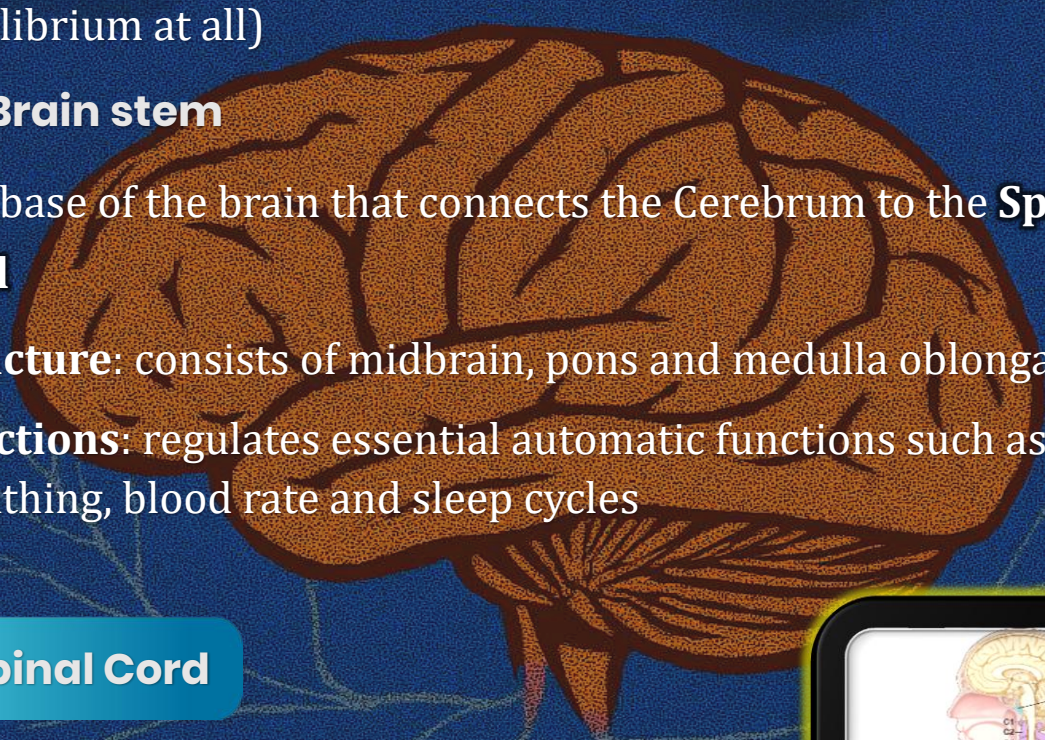 librium at all)
Brain stem
base of the brain that connects the Cerebrum to the Sp
l
cture: consists of midbrain, pons and medulla oblonga
ctions: regulates essential automatic functions such as
thing, blood rate and sleep cycles
pinal Cord
C1
C2